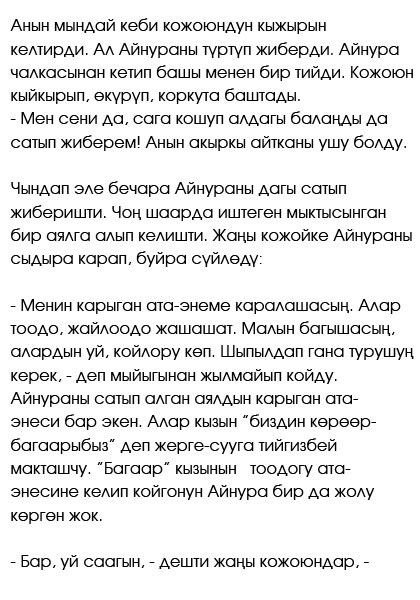 Анын мындай кеби кожоюндун кыжырын
келтирди. Ал Айнураны түртүп жиберди. Айнура
чалкасынан кетип башы менен бир тийди. Кожоюн
кыйкырып, өкүрүп, коркута баштады.
- Мен сени да, сага кошуп алдагы балаңды да
сатып жиберем! Анын акыркы айтканы ушу болду.
Чындап эле бечара Айнураны дагы сатып
жиберишти. Чоң шаарда иштеген мыктысынган
бир аялга алып келишти. Жаңы кожойке Айнураны
сыдыра карап, буйра сүйлөдү:
- Менин карыган ата-энеме каралашасың. Алар
тоодо, жайлоодо жашашат. Малын багышасың,
алардын уй, койлору көп. Шыпылдап гана турушуң
керек, - деп мыйыгынан жылмайып койду.
Айнураны сатып алган аялдын карыган ата-
энеси бар экен. Алар кызын "биздин көрөөр-
багаарыбыз" деп жерге-сууга тийгизбей
макташчу. "Багаар" кызынын тоодогу ата-
энесине келип койгонун Айнура бир да жолу
көргөн жок.
- Бар, уй саагын, - дешти жаңы кожоюндар, -